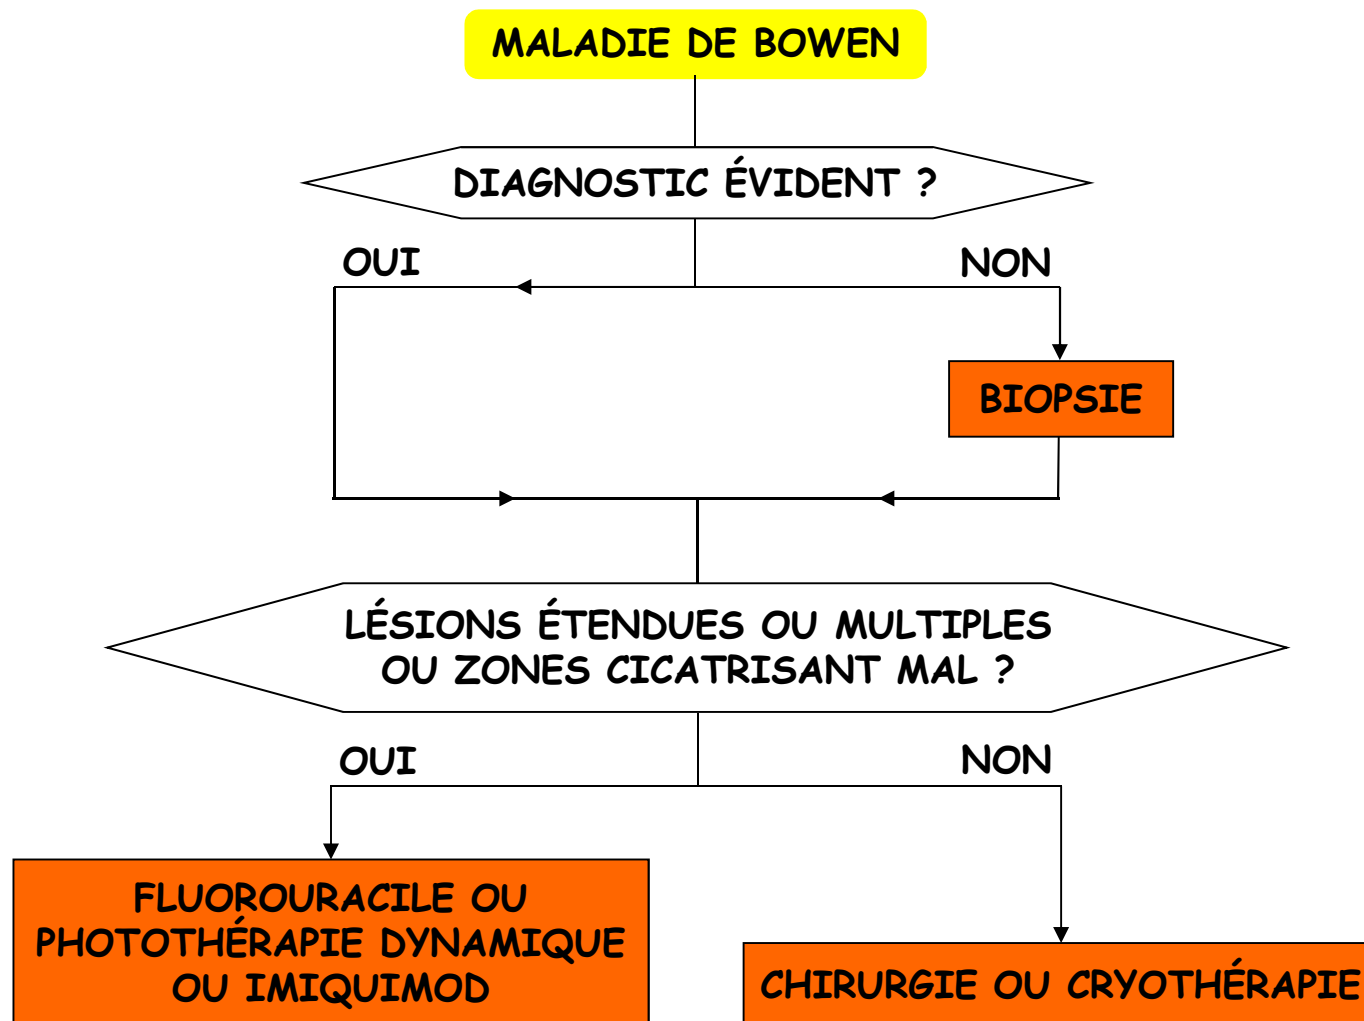 MALADIE DE BOWEN
DIAGNOSTIC ÉVIDENT ?
OUI
NON
BIOPSIE
LÉSIONS ÉTENDUES OU MULTIPLES
OU ZONES CICATRISANT MAL ?
OUI
NON
FLUOROURACILE OU
PHOTOTHÉRAPIE DYNAMIQUE
OU IMIQUIMOD
CHIRURGIE OU CRYOTHÉRAPIE